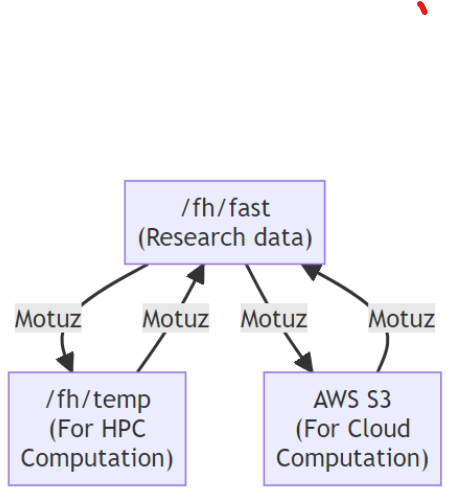 /fh/fast
(Research data)
Motuz
Motuz
Motuz
Motuz
/fh/temp
(For HPC
Computation)
AWS S3
(For Cloud
Computation)